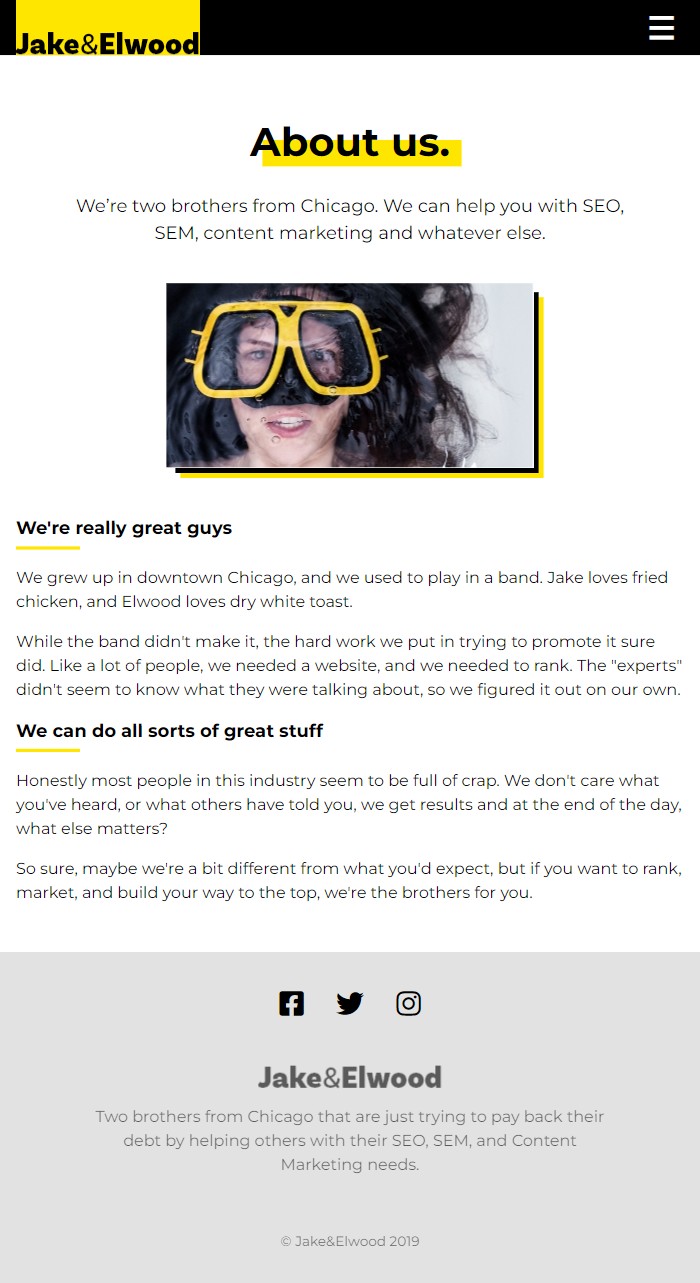 Jake&Elwood
About us.
We’re two brothers from Chicago. We can help you with SEO,
SEM, content marketing and whatever else.
We're really great guys
We grew up in downtown Chicago, and we used to play in a band. Jake loves fried
chicken, and Elwood loves dry white toast.
While the band didn't make it, the hard work we put in trying to promote it sure
did. Like a lot of people, we needed a website, and we needed to rank. The "experts"
didn't seem to know what they were talking about, so we figured it out on our own.
We can do all sorts of great stuff
Honestly most people in this industry seem to be full of crap. We don't care what
you've heard, or what others have told you, we get results and at the end of the day,
what else matters?
So sure, maybe we're a bit different from what you'd expect, but if you want to rank,
market, and build your way to the top, we're the brothers for you.
Jake&Elwood
Two brothers from Chicago that are just trying to pay back their
debt by helping others with their SEO, SEM, and Content
Marketing needs.
© Jake&Elwood 2019